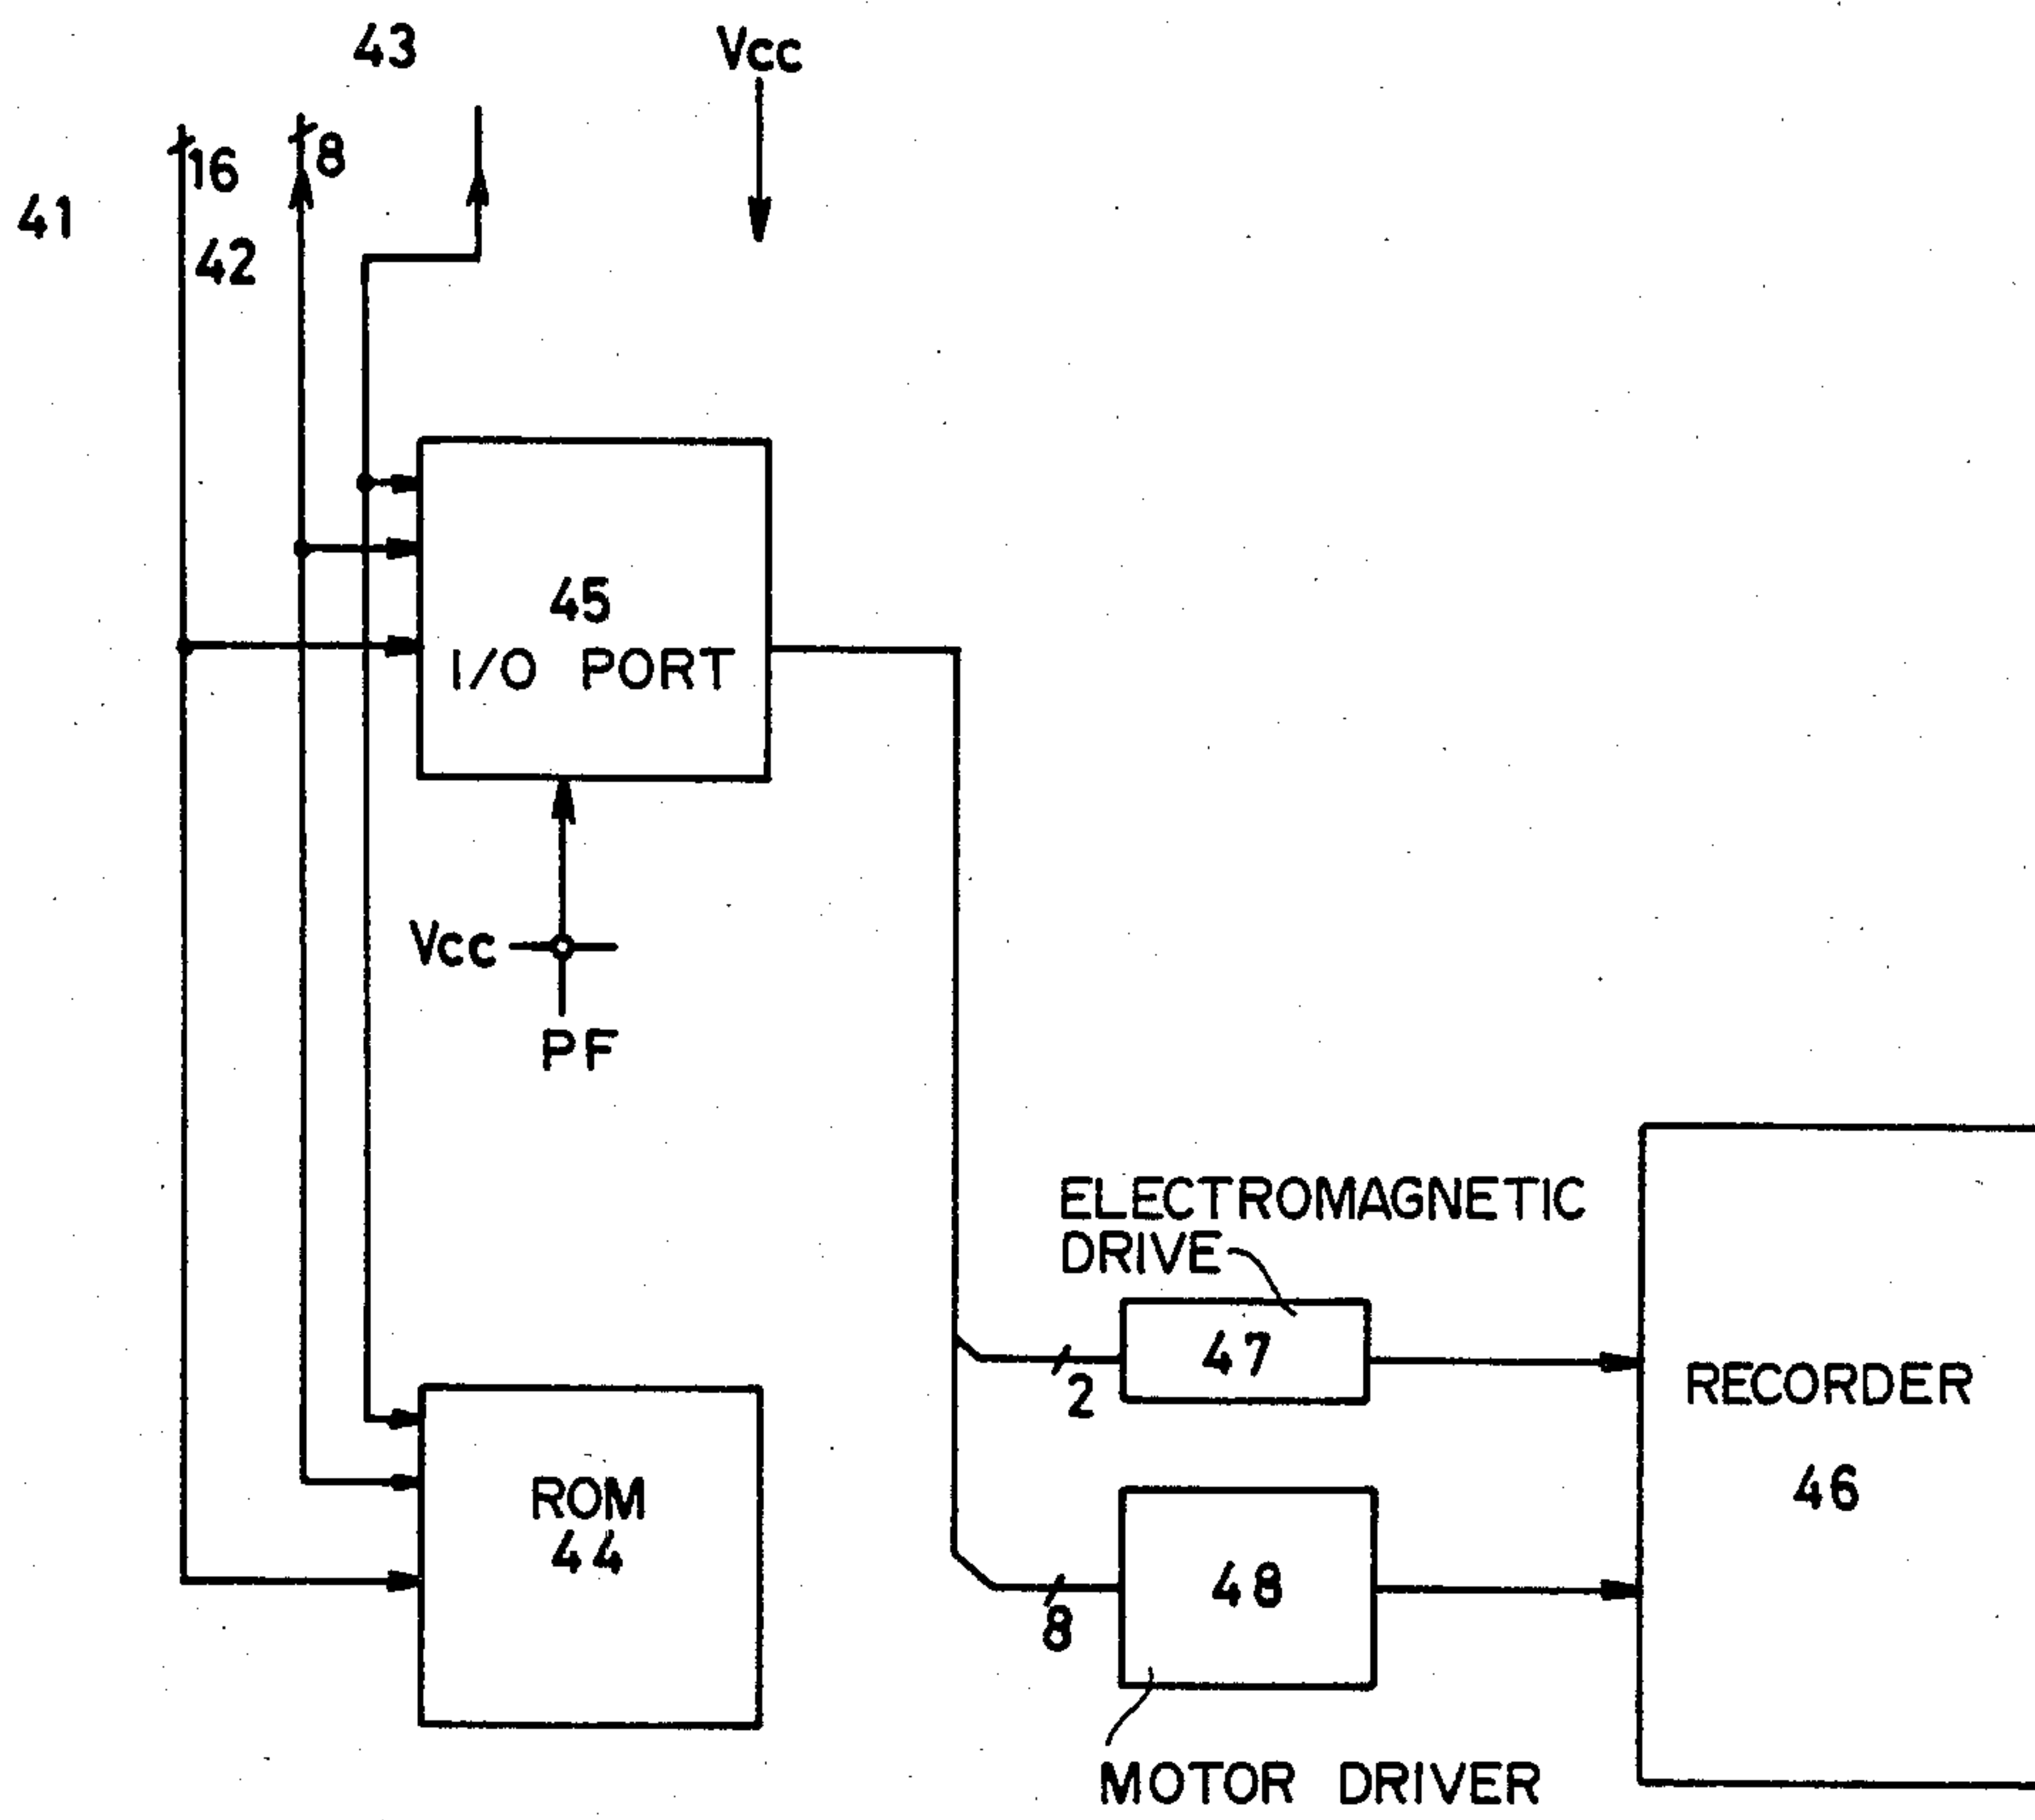 43
Vcc
16
8
41
42
45
I/O PORT
Vcc
PF
ELECTROMAGNETIC
DRIVE
47
2
RECORDER
46
ROM
44
48
8
MOTOR DRIVER